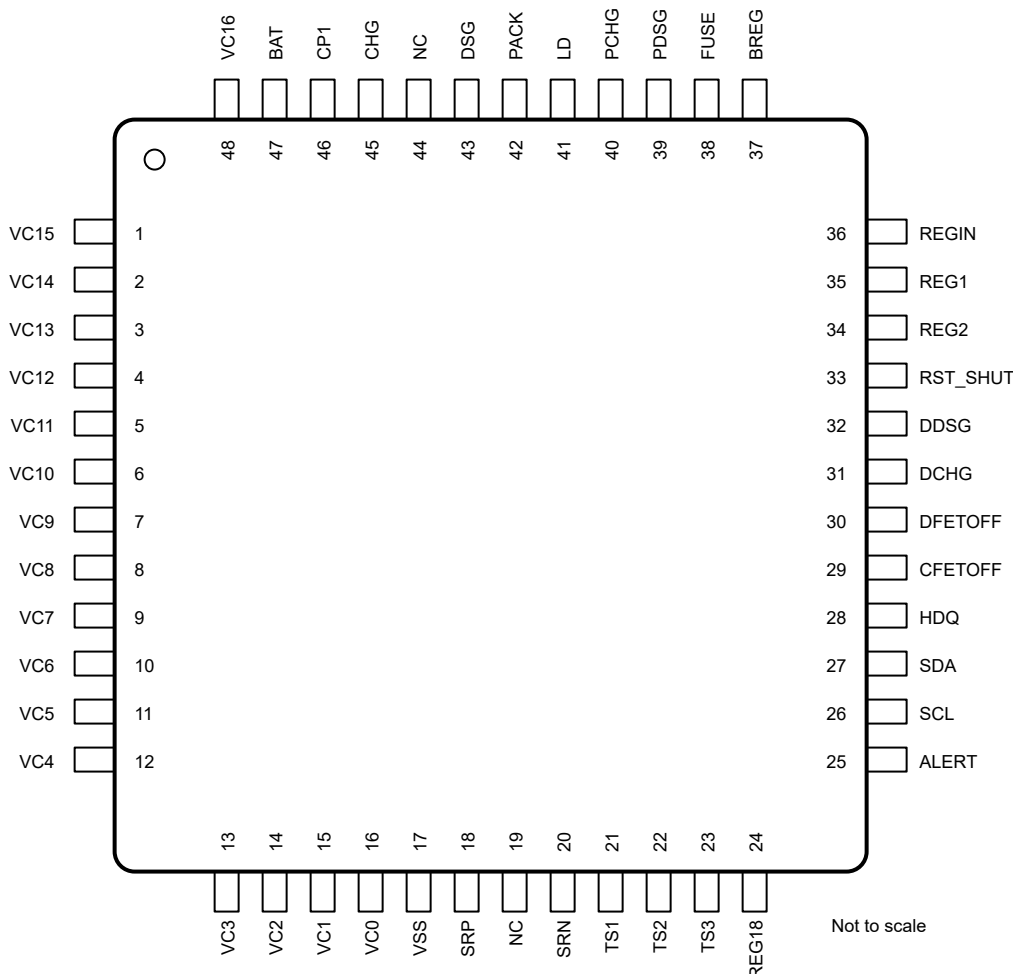 VC16 BAT CP1 CHG NC DSG PACK LD PCHG PDSG FUSE BREG
48 47 46 45 44 43 42 41 40 39 38 37
VC15 1 36 REGIN
VC14 2 35 REG1
VC13 3 34 REG2
VC12 4 33 RST_SHUT
VC11 5 32 DDSG
VC10 6 31 DCHG
VC9 7 30 DFETOFF
VC8 8 29 CFETOFF
VC7 9 28 HDQ
VC6 10 27 SDA
VC5 11 26 SCL
VC4 12 25 ALERT
13 14 15 16 17 18 19 20 21 22 23 24
VC3 VC2 VC1 VC0 VSS SRP NC SRN TS1 TS2 TS3 REG18
Not to scale